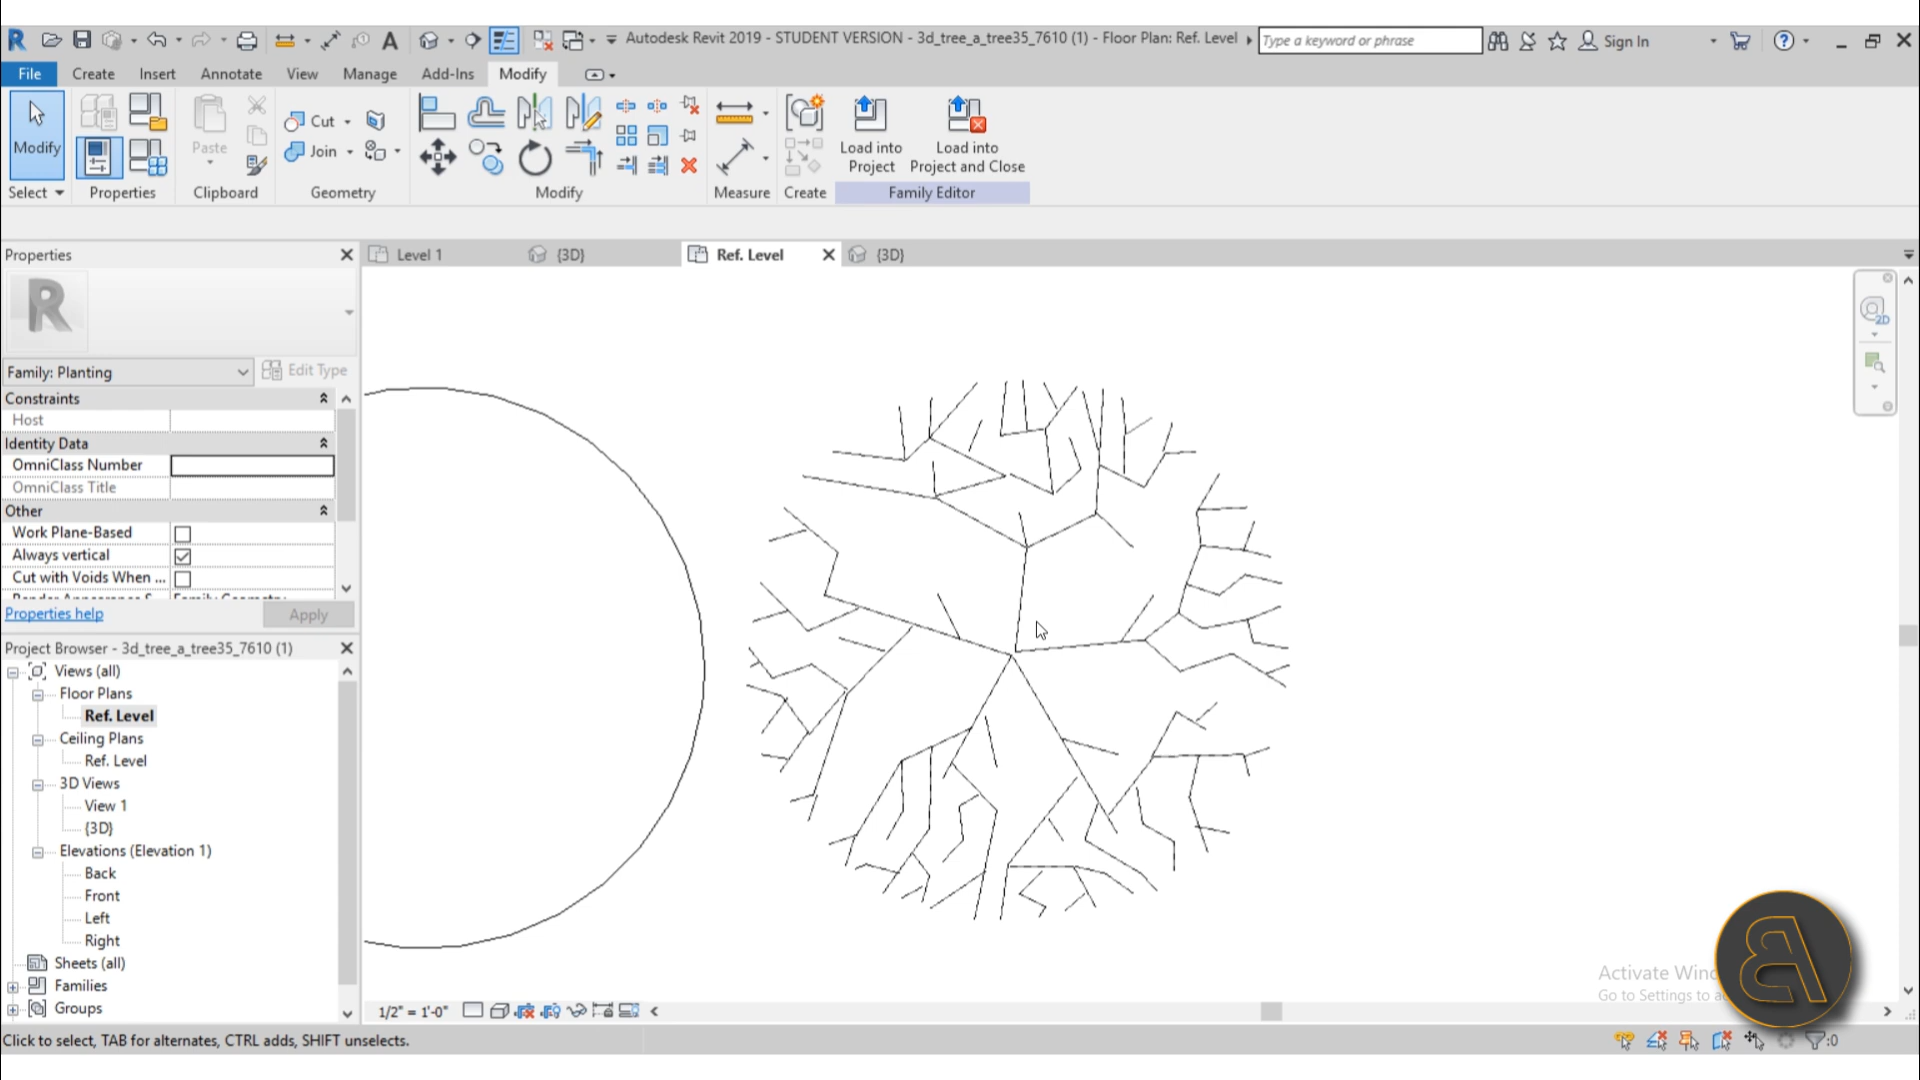 Autodesk Revit 2019 - STUDENT VERSION - 3d_tree_a_tree35_7610 (1) - Floor Plan: Ref. Level
Type a keyword or phrase
Sign In
File Create Insert Annotate View Manage Add-Ins Modify
Modify
Paste
Cut
Join
Load into
Project
Load into
Project and Close
Select Properties Clipboard Geometry Modify Measure Create Family Editor
Properties
Level 1 {3D} Ref. Level {3D}
2D
R
Family: Planting
Edit Type
Constraints
Host
Identity Data
OmniClass Number
OmniClass Title
Other
Work Plane-Based
Always vertical
Cut with Voids When ...
Properties help
Apply
Project Browser - 3d_tree_a_tree35_7610 (1)
Views (all)
Floor Plans
Ref. Level
Ceiling Plans
Ref. Level
3D Views
View 1
{3D}
Elevations (Elevation 1)
Back
Front
Left
Right
Sheets (all)
Families
Groups
Activate Wind
Go to Settings to a
1/2" = 1'-0"
Click to select, TAB for alternates, CTRL adds, SHIFT unselects.
:0